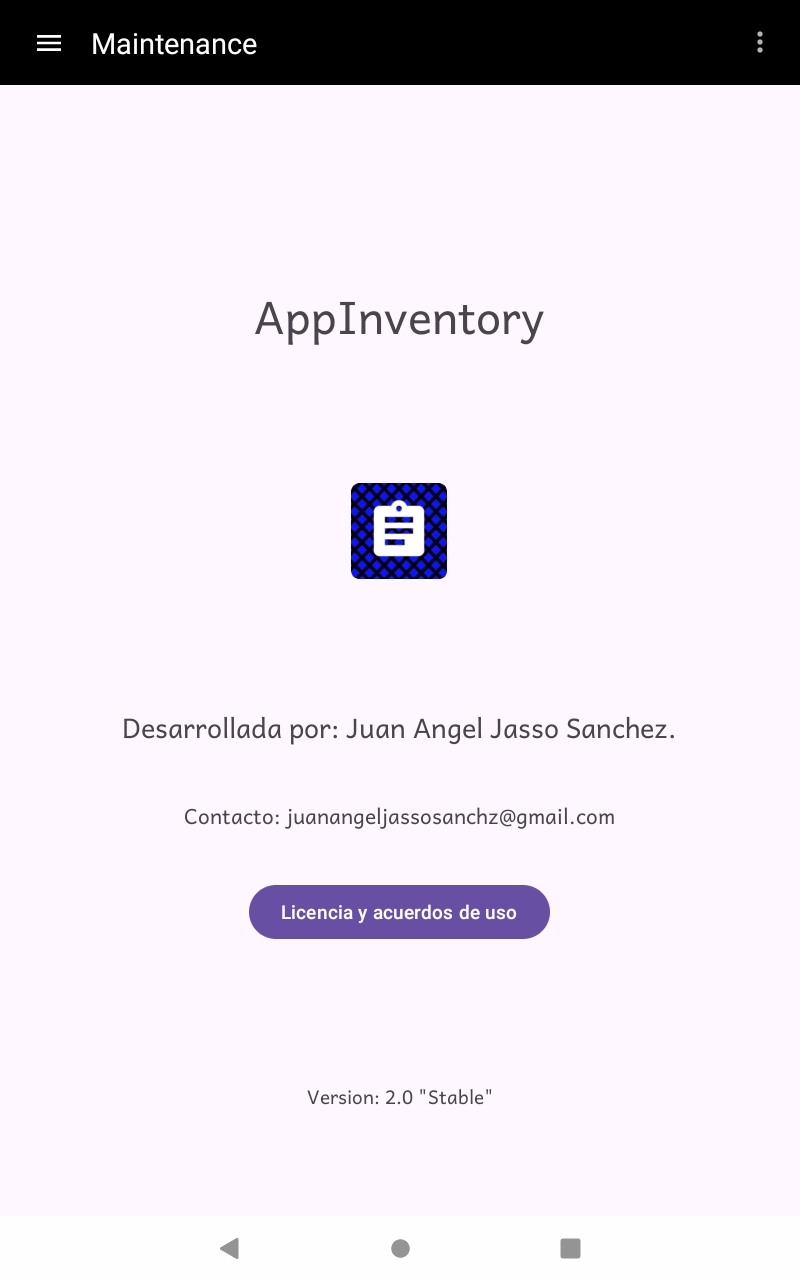 Maintenance
AppInventory
Desarrollada por: Juan Angel Jasso Sanchez.
Contacto: juanangeljassosanchz@gmail.com
Licencia y acuerdos de uso
Version: 2.0 "Stable"